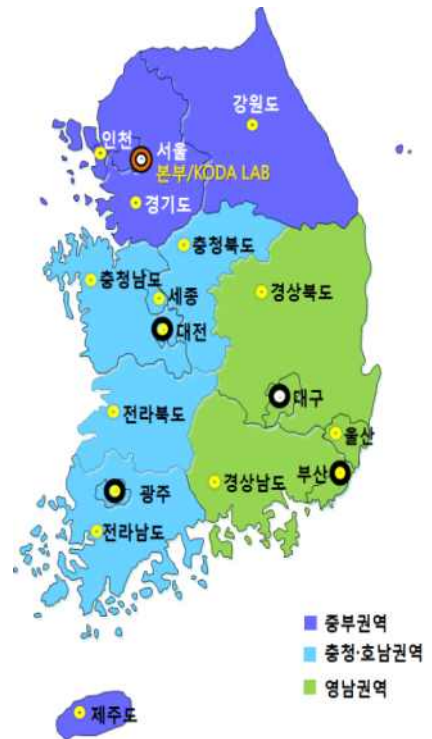 강원도
인천
서울
본부/KODA LAB
경기도
충청북도
충청남도
세종
경상북도
대전
대구
전라북도
울산
부산
경상남도
광주
전라남도
중부권역
충청·호남권역
영남권역
제주도